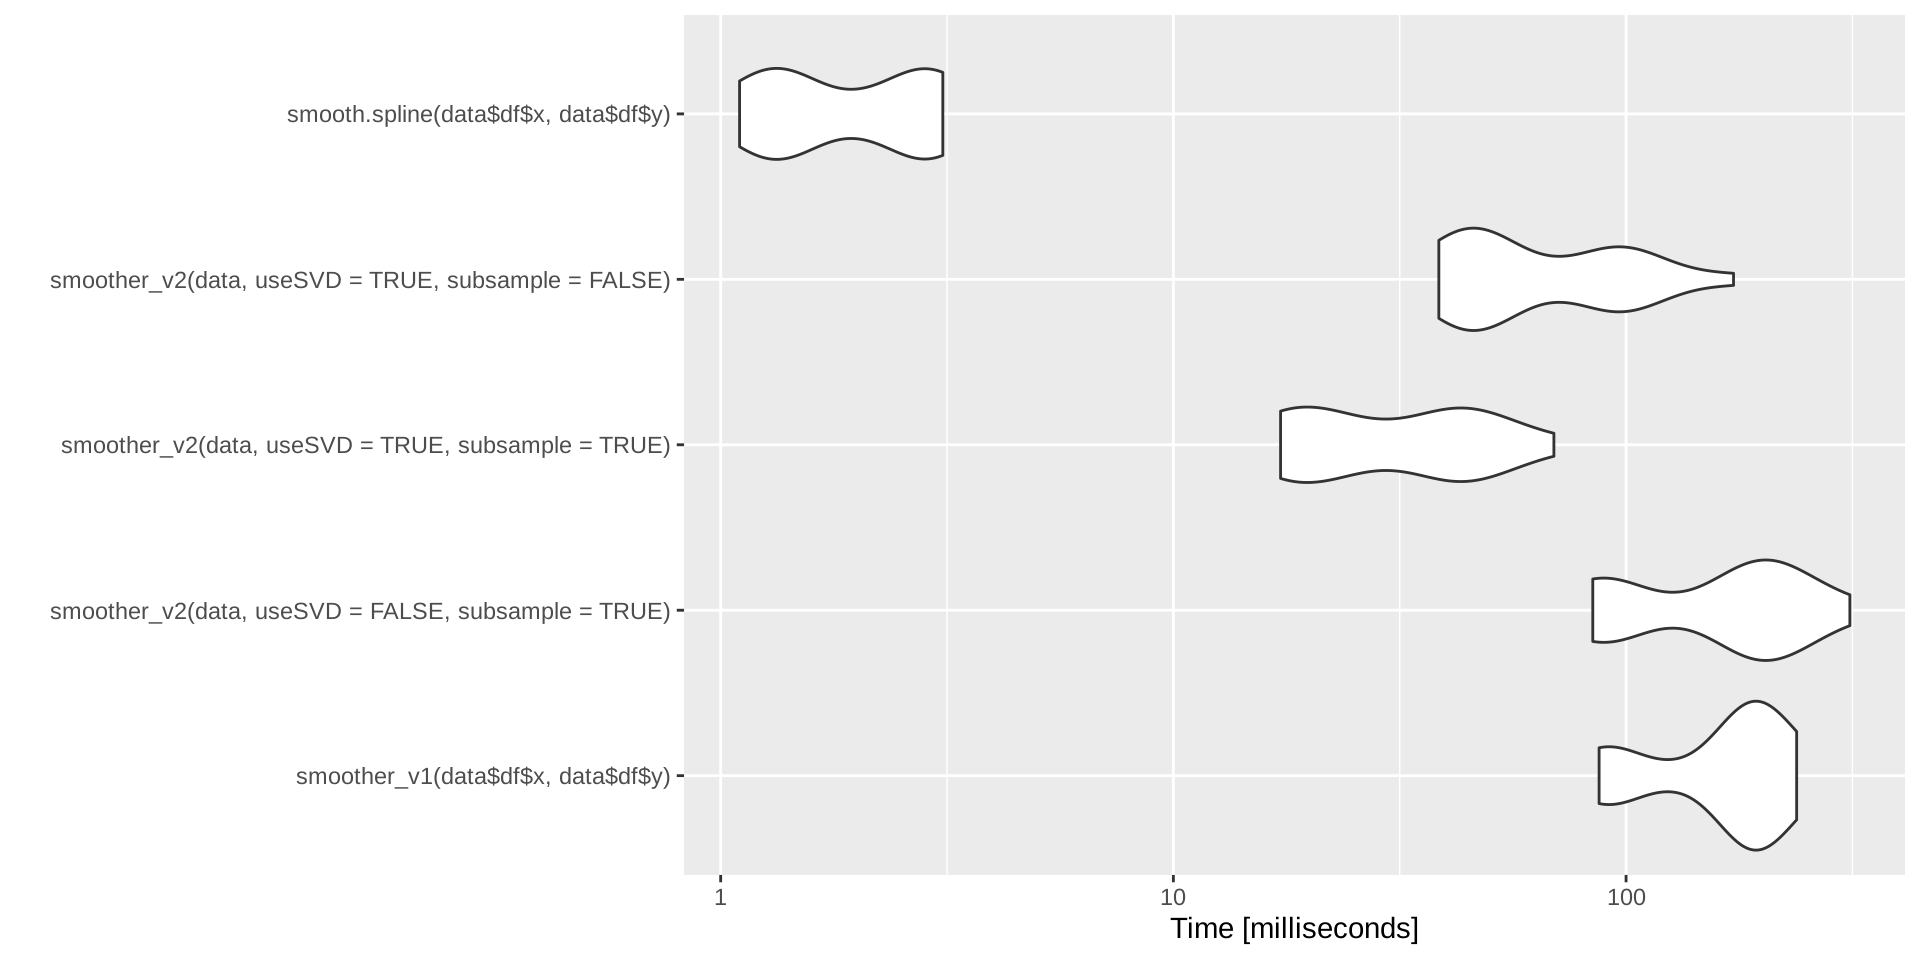 smooth.spline(data$df$x, data$df$y)
smoother_v2(data, useSVD = TRUE, subsample = FALSE)
smoother_v2(data, useSVD = TRUE, subsample = TRUE)
smoother_v2(data, useSVD = FALSE, subsample = TRUE)
smoother_v1(data$df$x, data$df$y)
1 10 100
Time [milliseconds]